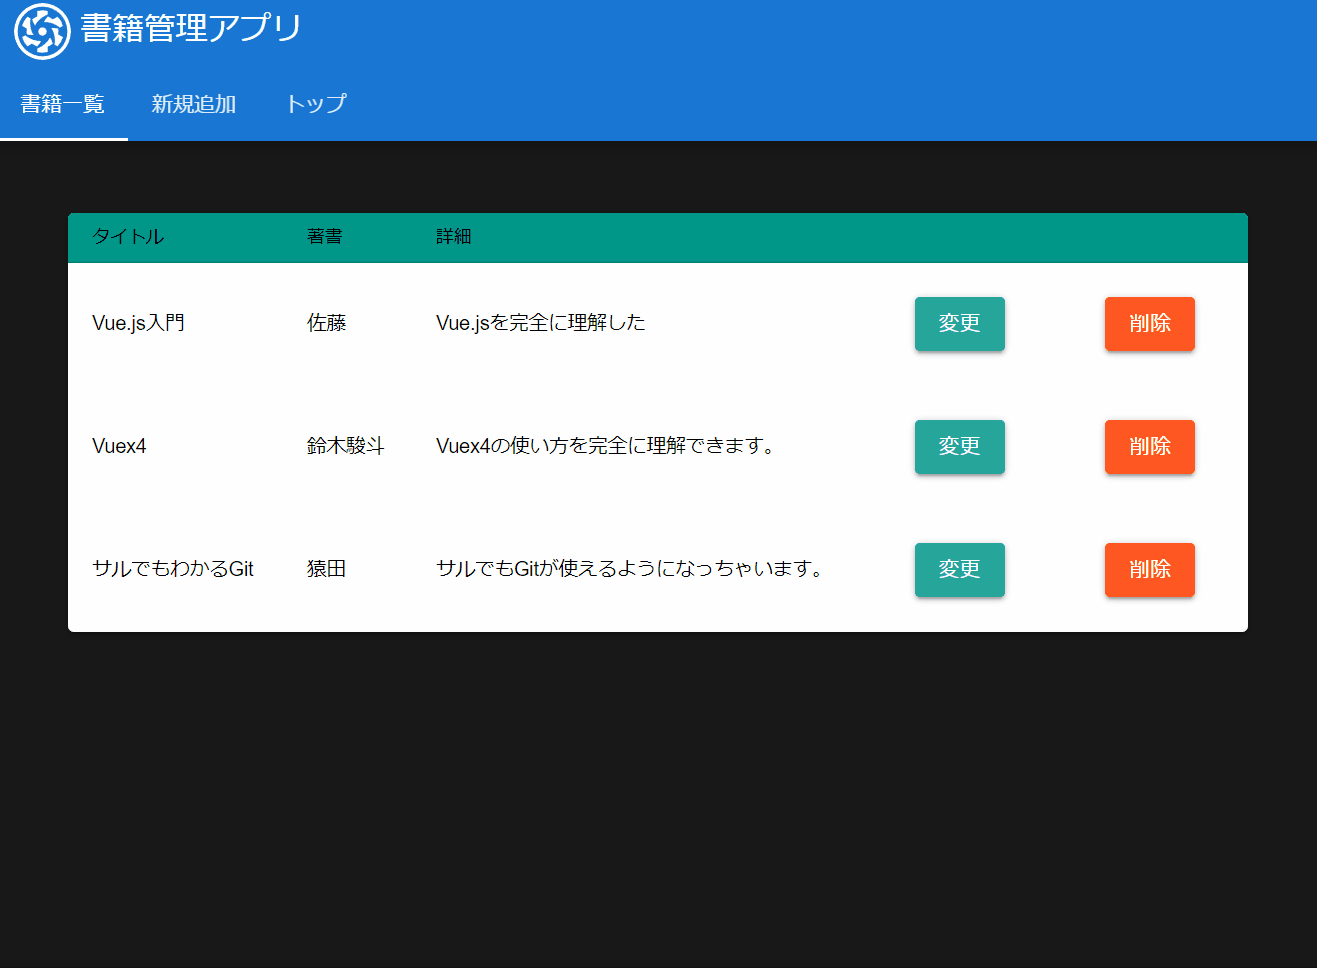 書籍管理アプリ
書籍一覧 新規追加 トップ
タイトル 著書 詳細
Vue.js入門 佐藤 Vue.jsを完全に理解した 変更 削除
Vuex4 鈴木駿斗 Vuex4の使い方を完全に理解できます。 変更 削除
サルでもわかるGit 猿田 サルでもGitが使えるようになっちゃいます。 変更 削除